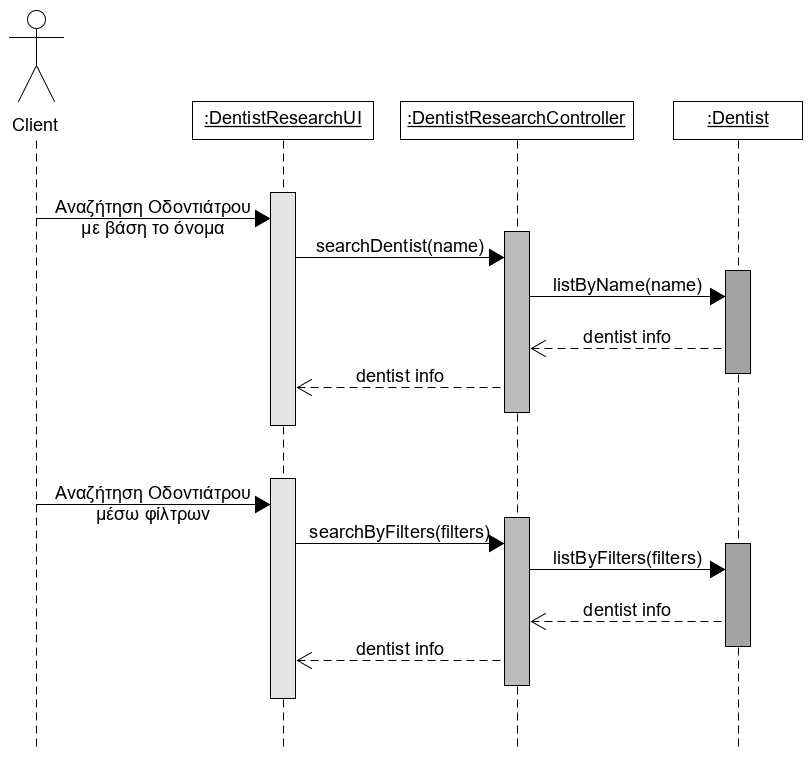 Client
:DentistResearchUI
:DentistResearchController
:Dentist
Αναζήτηση Οδοντιάτρου
με βάση το όνομα
searchDentist(name)
listByName(name)
dentist info
dentist info
Αναζήτηση Οδοντιάτρου
μέσω φίλτρων
searchByFilters(filters)
listByFilters(filters)
dentist info
dentist info